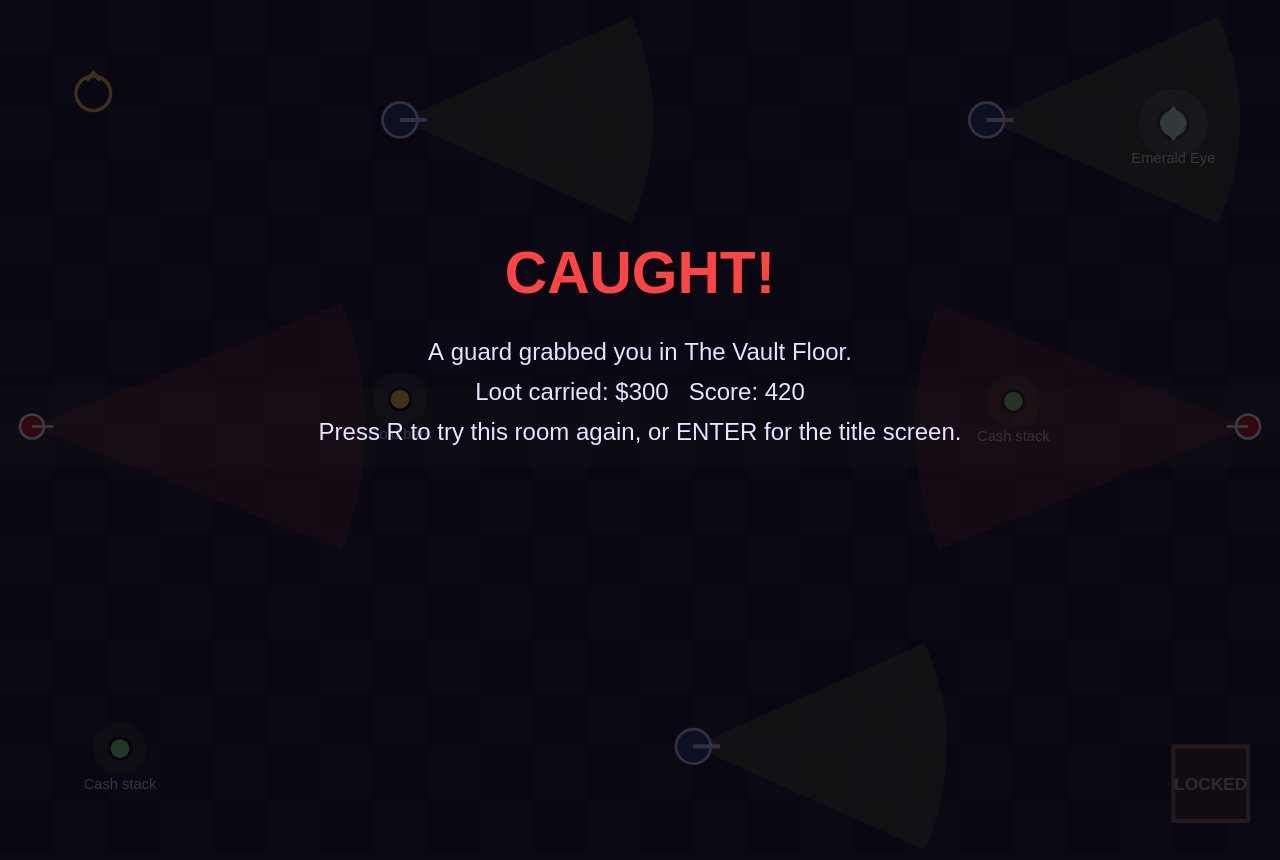 Emerald Eye
CAUGHT!
A guard grabbed you in The Vault Floor.
Loot carried: $300 Score: 420
Press R to try this room again, or ENTER for the title screen.
Cash stack
Cash stack
LOCKED